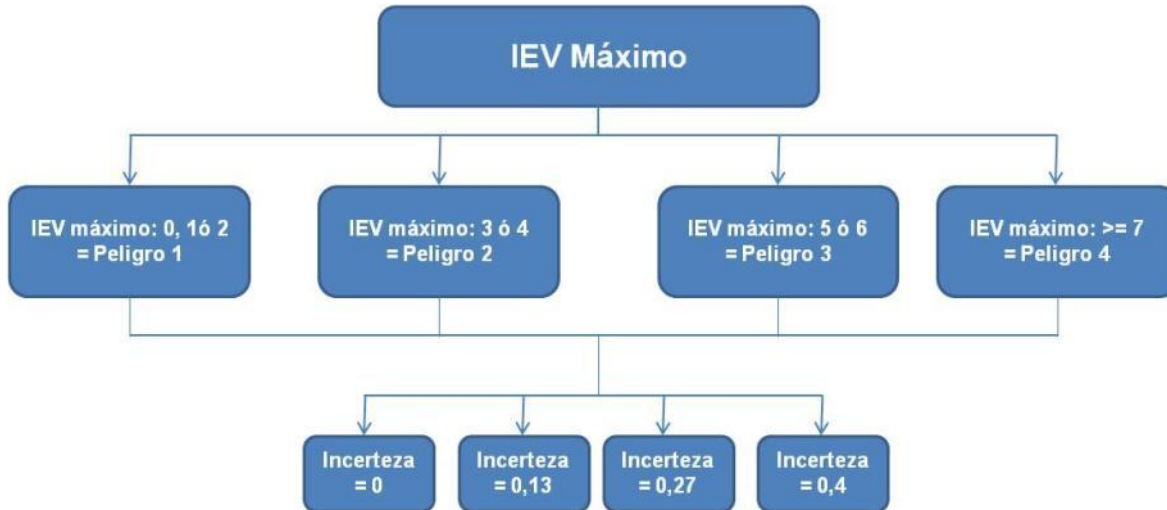 IEV Máximo
IEV máximo: 0, 1ó 2
= Peligro 1
IEV máximo: 3 ó 4
= Peligro 2
IEV máximo: 5 ó 6
= Peligro 3
IEV máximo: >= 7
= Peligro 4
Incerteza
= 0
Incerteza
= 0,13
Incerteza
= 0,27
Incerteza
= 0,4